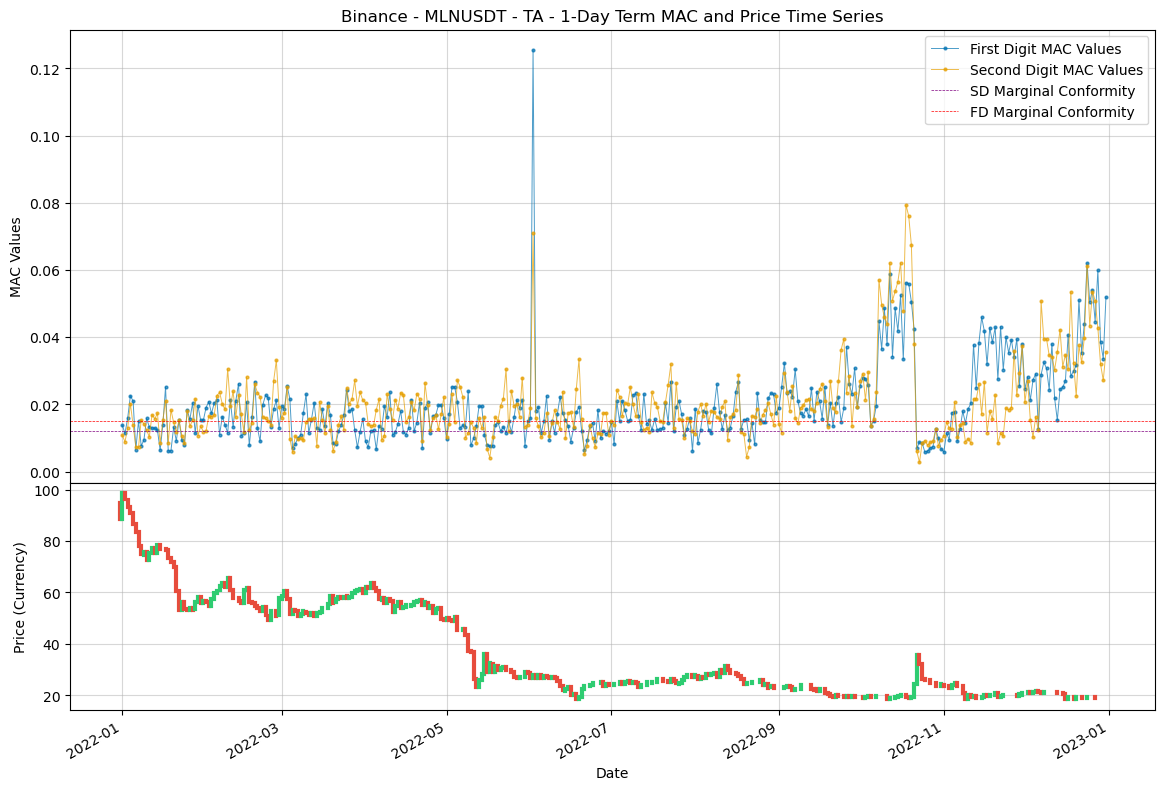 Binance - MLNUSDT - TA - 1-Day Term MAC and Price Time Series
First Digit MAC Values
Second Digit MAC Values
SD Marginal Conformity
FD Marginal Conformity
MAC Values
0.12
0.10
0.08
0.06
0.04
0.02
0.00
Price (Currency)
100
80
60
40
20
2022-01
2022-03
2022-05
2022-07
2022-09
2022-11
2023-01
Date